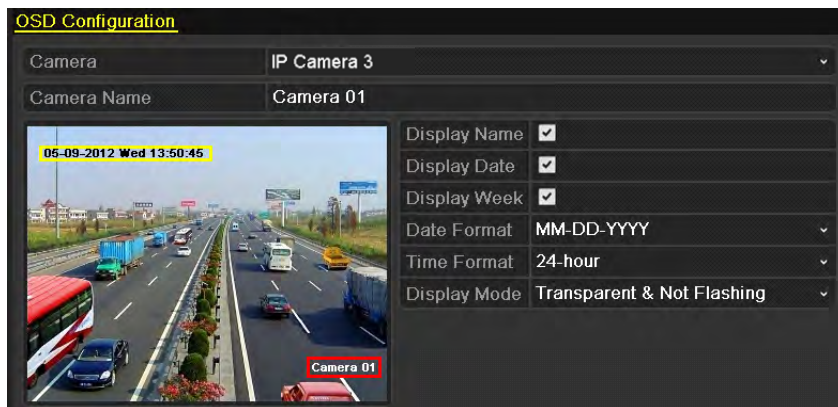 OSD Configuration
Camera IP Camera 3
Camera Name Camera 01
05-09-2012 Wed 13:50:45
Display Name
Display Date
Display Week
Date Format MM-DD-YYYY
Time Format 24-hour
Display Mode Transparent & Not Flashing
Camera 01